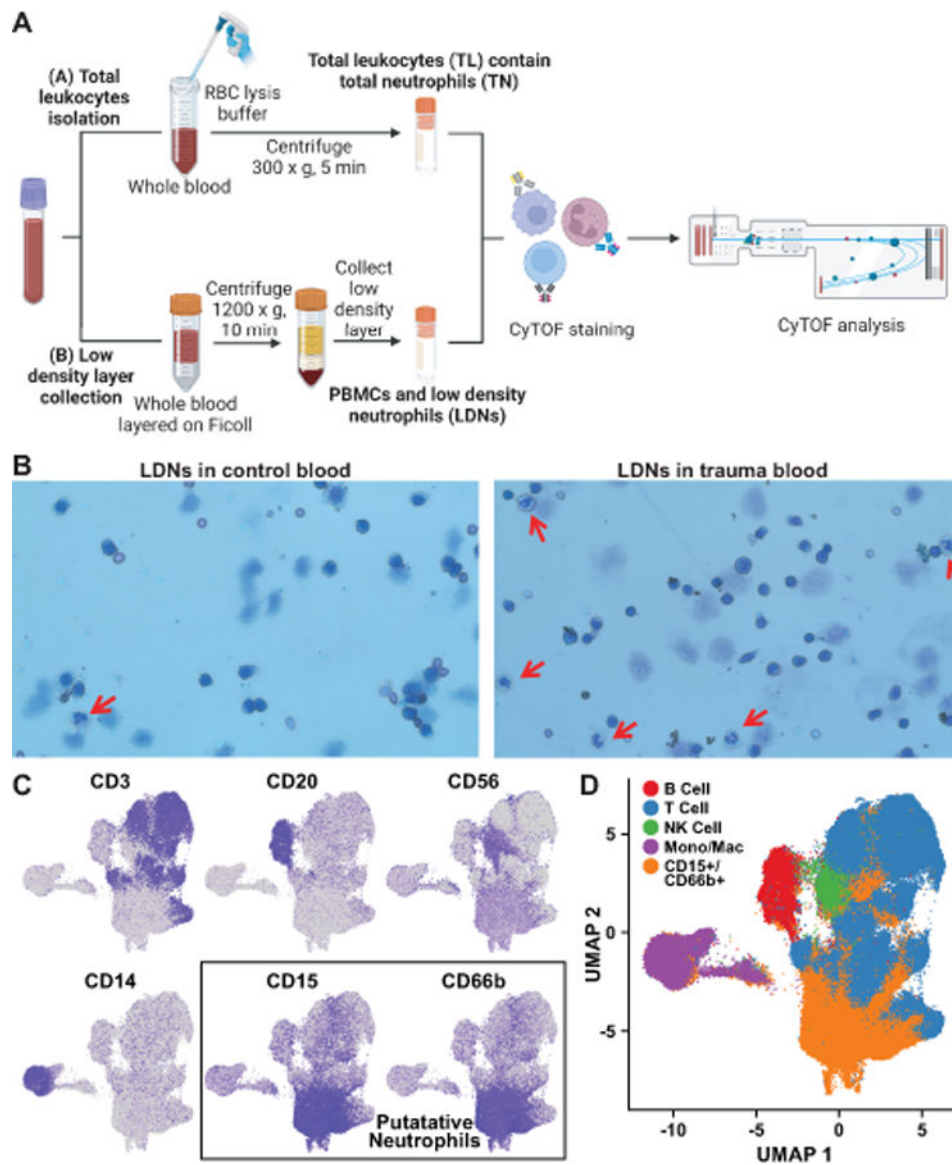 A
(A) Total
leukocytes
isolation
RBC lysis
buffer
Whole blood
Centrifuge
300 x g, 5 min
Total leukocytes (TL) contain
total neutrophils (TN)
(B) Low
density layer
collection
Whole blood
layered on Ficoll
Centrifuge
1200 x g,
10 min
Collect
low
density
layer
PBMCs and low density
neutrophils (LDNs)
CyTOF staining
CyTOF analysis
B
LDNs in control blood
LDNs in trauma blood
C
CD3
CD20
CD56
CD14
CD15
CD66b
Putatative
Neutrophils
D
B Cell
T Cell
NK Cell
Mono/Mac
CD15+/
CD66b+
UMAP 2
5
0
-5
-10
-5
0
5
UMAP 1